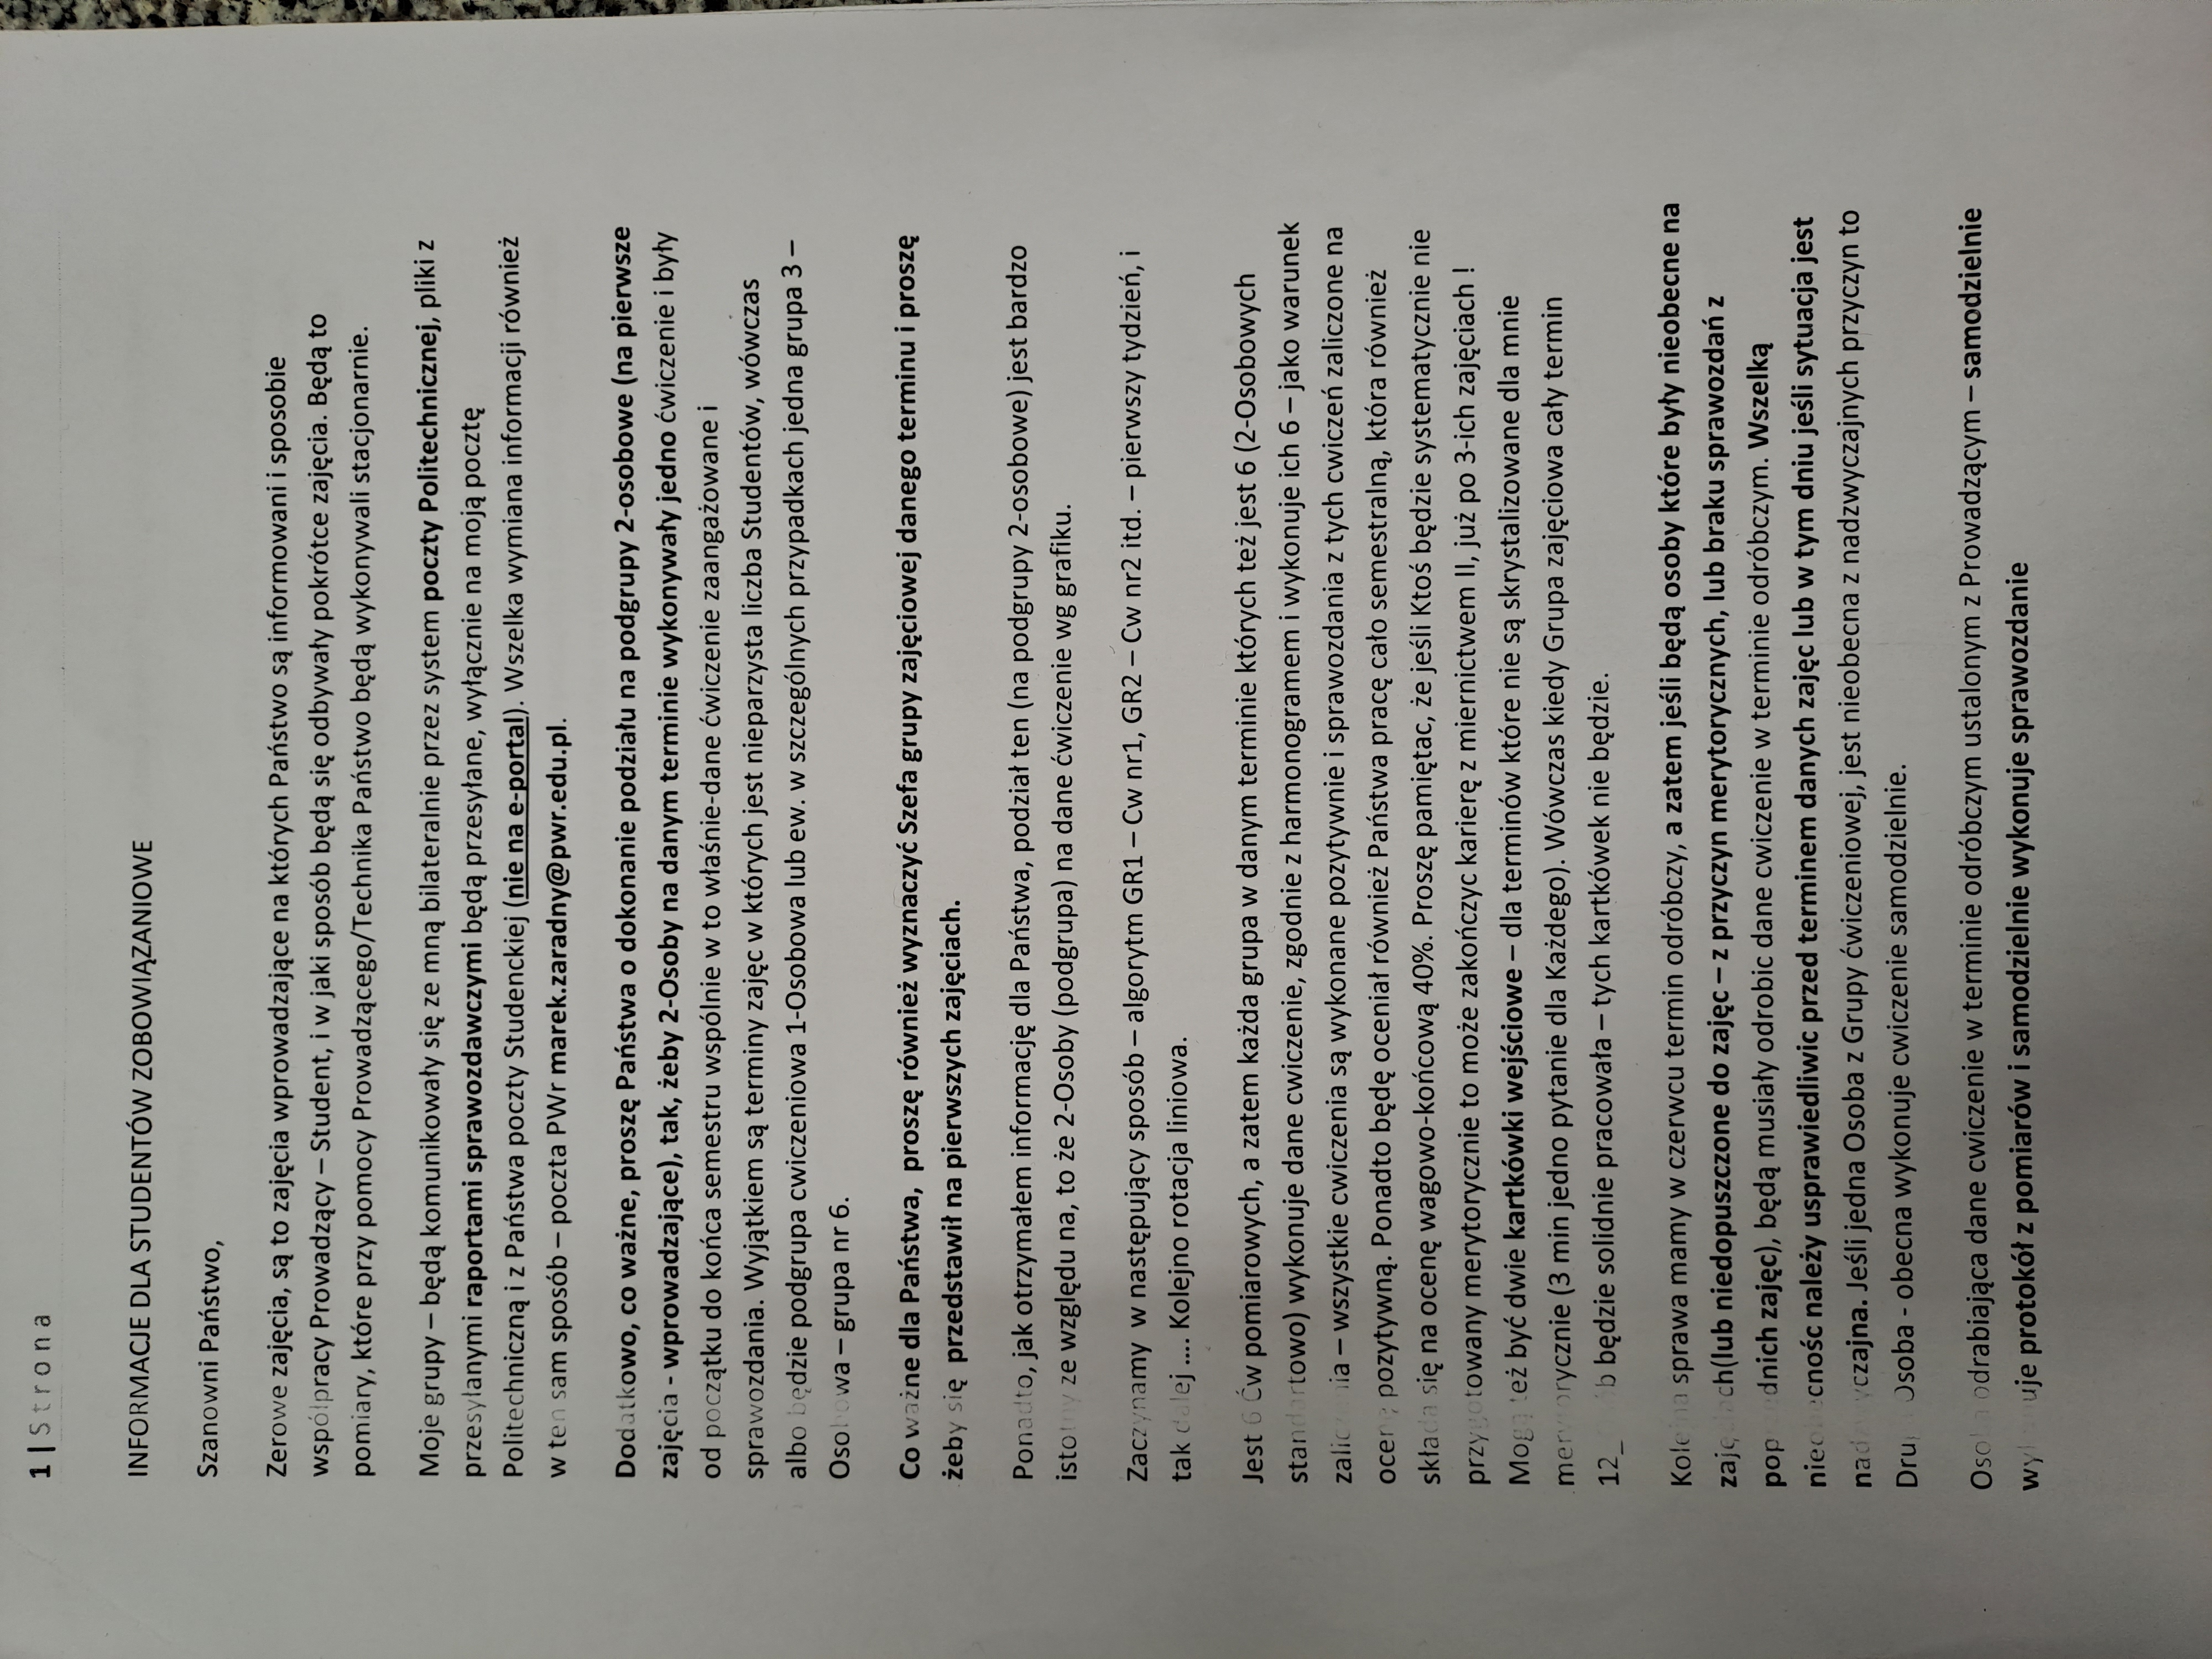 1 | Strona
INFORMACJE DLA STUDENTÓW ZOBOWIĄZANIOWE
Szanowni Państwo,
Zerowe zajęcia, są to zajęcia wprowadzające na których Państwo są informowani i sposobie
współpracy Prowadzący – Student, i w jaki sposób będą się odbywały pokrótce zajęcia. Będą to
pomiary, które przy pomocy Prowadzącego/Technika Państwo będą wykonywali stacjonarnie.
Moje grupy – będą komunikowały się ze mną bilateralnie przez system poczty Politechnicznej, pliki z
przesyłanymi raportami sprawozdawczymi będą przesyłane, wyłącznie na moją pocztę
Politechniczną i z Państwa poczty Studenckiej (nie na e-portal). Wszelka wymiana informacji również
w ten sam sposób – poczta PWr marek.zaradny@pwr.edu.pl.
Dodatkowo, co ważne, proszę Państwa o dokonanie podziału na podgrupy 2-osobowe (na pierwsze
zajęcia - wprowadzające), tak, żeby 2-Osoby na danym terminie wykonywały jedno ćwiczenie i były
od początku do końca semestru wspólnie w to właśnie-dane ćwiczenie zaangażowane i
sprawozdania. Wyjątkiem są terminy zajęc w których jest nieparzysta liczba Studentów, wówczas
albo będzie podgrupa cwiczeniowa 1-Osobowa lub ew. w szczególnych przypadkach jedna grupa 3 –
Osobowa – grupa nr 6.
Co ważne dla Państwa, proszę również wyznaczyć Szefa grupy zajęciowej danego terminu i proszę
żeby się przedstawił na pierwszych zajęciach.
Ponadto, jak otrzymałem informację dla Państwa, podział ten (na podgrupy 2-osobowe) jest bardzo
istotny ze względu na, to że 2-Osoby (podgrupa) na dane ćwiczenie wg grafiku.
Zaczynamy w następujący sposób – algorytm GR1 – Cw nr1, GR2 – Cw nr2 itd. – pierwszy tydzień, i
tak dalej .... Kolejno rotacja liniowa.
Jest 6 Ćw pomiarowych, a zatem każda grupa w danym terminie których też jest 6 (2-Osobowych
standartowo) wykonuje dane cwiczenie, zgodnie z harmonogramem i wykonuje ich 6 – jako warunek
zaliczenia – wszystkie cwiczenia są wykonane pozytywnie i sprawozdania z tych cwiczeń zaliczone na
ocenę pozytywną. Ponadto będę oceniał również Państwa pracę cało semestralną, która również
składa się na ocenę wagowo-końcową 40%. Proszę pamiętac, że jeśli Ktoś będzie systematycznie nie
przygotowany merytorycznie to może zakończyc karierę z miernictwem II, już po 3-ich zajęciach !
Mogą też być dwie kartkówki wejściowe – dla terminów które nie są skrystalizowane dla mnie
merytorycznie (3 min jedno pytanie dla Każdego). Wówczas kiedy Grupa zajęciowa cały termin
12_ będzie solidnie pracowała – tych kartkówek nie będzie.
Kolejna sprawa mamy w czerwcu termin odróbczy, a zatem jeśli będą osoby które były nieobecne na
zajęciach(lub niedopuszczone do zajęc – z przyczyn merytorycznych, lub braku sprawozdań z
poprzednich zajęc), będą musiały odrobic dane cwiczenie w terminie odróbczym. Wszelką
nieobecnośc należy usprawiedliwic przed terminem danych zajęc lub w tym dniu jeśli sytuacja jest
nadzwyczajna. Jeśli jedna Osoba z Grupy ćwiczeniowej, jest nieobecna z nadzwyczajnych przyczyn to
Druga Osoba - obecna wykonuje cwiczenie samodzielnie.
Osoba odrabiająca dane cwiczenie w terminie odróbczym ustalonym z Prowadzącym – samodzielnie
wykonuje protokół z pomiarów i samodzielnie wykonuje sprawozdanie